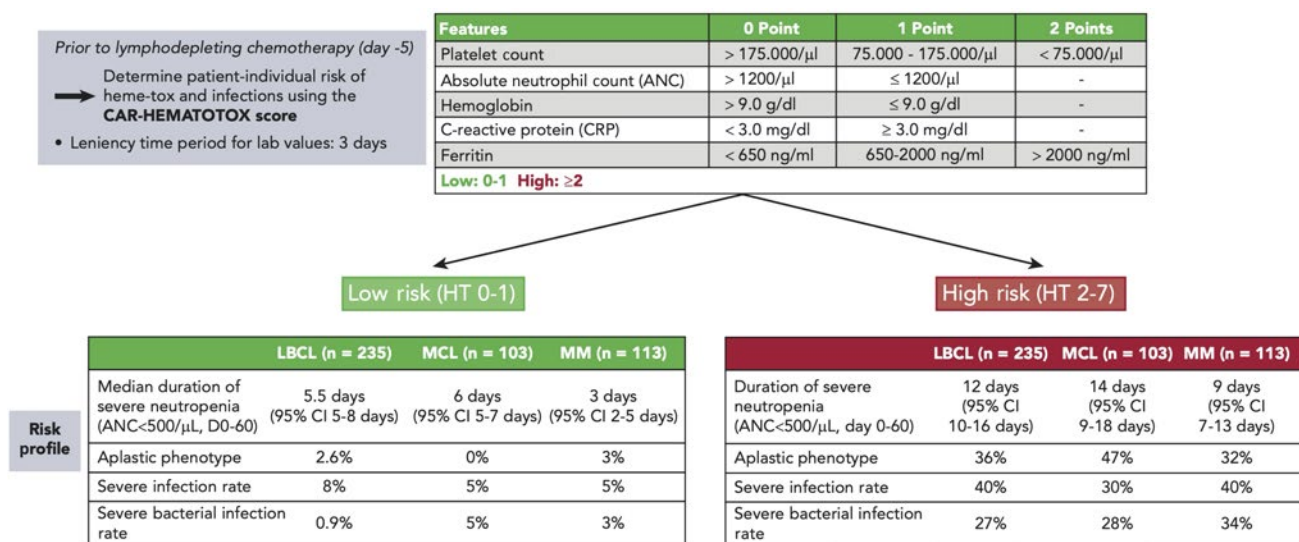 Prior to lymphodepleting chemotherapy (day -5)
Determine patient-individual risk of
heme-tox and infections using the
CAR-HEMATOTOX score
• Leniency time period for lab values: 3 days
Features 0 Point 1 Point 2 Points
Platelet count > 175.000/µl 75.000 - 175.000/µl < 75.000/µl
Absolute neutrophil count (ANC) > 1200/µl ≤ 1200/µl -
Hemoglobin > 9.0 g/dl ≤ 9.0 g/dl -
C-reactive protein (CRP) < 3.0 mg/dl ≥ 3.0 mg/dl -
Ferritin < 650 ng/ml 650-2000 ng/ml > 2000 ng/ml
Low: 0-1 High: ≥2
Low risk (HT 0-1)
High risk (HT 2-7)
Risk
profile
LBCL (n = 235) MCL (n = 103) MM (n = 113)
Median duration of
severe neutropenia
(ANC<500/µL, D0-60)
5.5 days
(95% CI 5-8 days)
6 days
(95% CI 5-7 days)
3 days
(95% CI 2-5 days)
Aplastic phenotype 2.6% 0% 3%
Severe infection rate 8% 5% 5%
Severe bacterial infection
rate
0.9% 5% 3%
LBCL (n = 235) MCL (n = 103) MM (n = 113)
Duration of severe
neutropenia
(ANC<500/µL, day 0-60)
12 days
(95% CI
10-16 days)
14 days
(95% CI
9-18 days)
9 days
(95% CI
7-13 days)
Aplastic phenotype 36% 47% 32%
Severe infection rate 40% 30% 40%
Severe bacterial infection
rate
27% 28% 34%